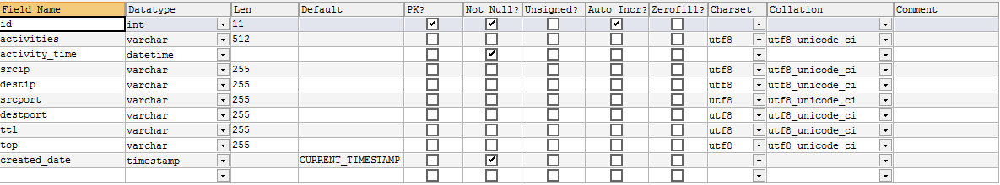 Field Name Datatype Len Default PK? Not Null? Unsigned? Auto Incr? Zerofill? Charset Collation Comment
id int 11
activities varchar 512 utf8 utf8_unicode_ci
activity_time datetime
srcip varchar 255 utf8 utf8_unicode_ci
destip varchar 255 utf8 utf8_unicode_ci
srcport varchar 255 utf8 utf8_unicode_ci
destport varchar 255 utf8 utf8_unicode_ci
ttl varchar 255 utf8 utf8_unicode_ci
top varchar 255 utf8 utf8_unicode_ci
created_date timestamp CURRENT_TIMESTAMP